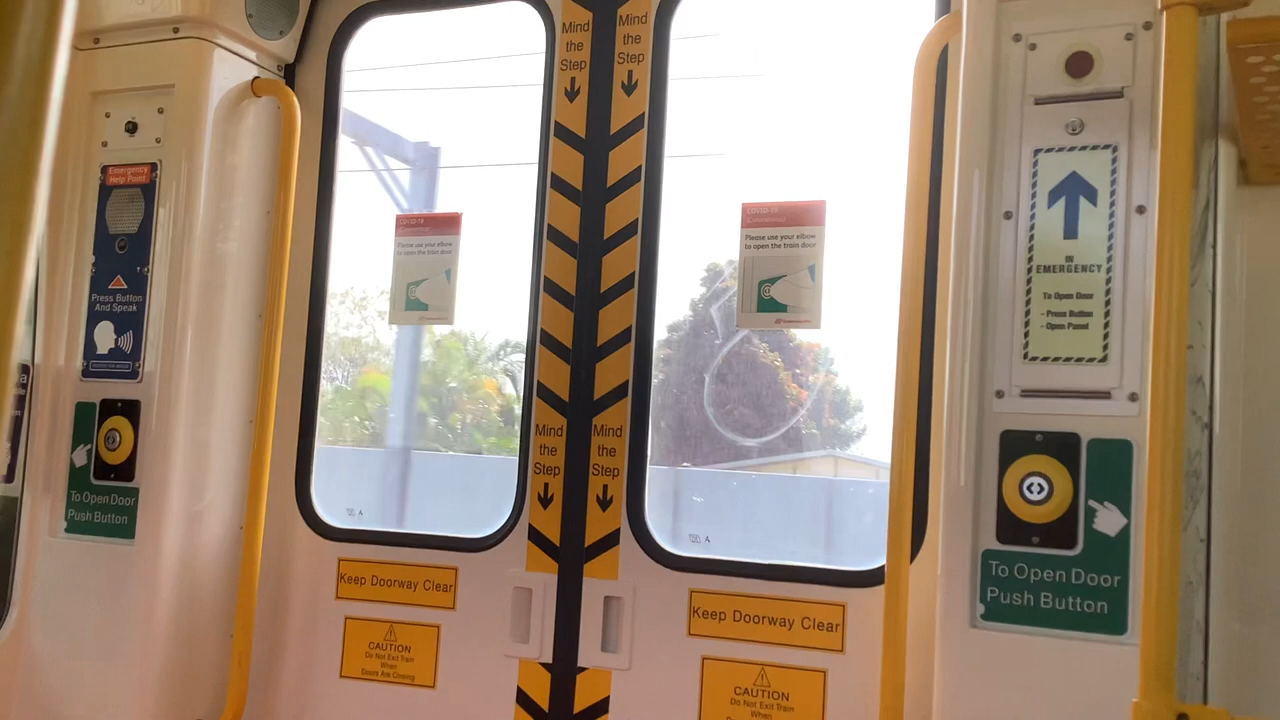 Emergency
Help Point
Press Button
And Speak
To Open Door
Push Button
COVID-19
Please use your elbow
to open the train door
Mind
the
Step
Mind
the
Step
Mind
the
Step
Mind
the
Step
COVID-19
Please use your elbow
to open the train door
A
A
Keep Doorway Clear
CAUTION
Do Not Exit Train
When
Doors Are Closing
Keep Doorway Clear
CAUTION
Do Not Exit Train
When
IN
EMERGENCY
To Open Door
- Press Button
- Open Panel
To Open Door
Push Button